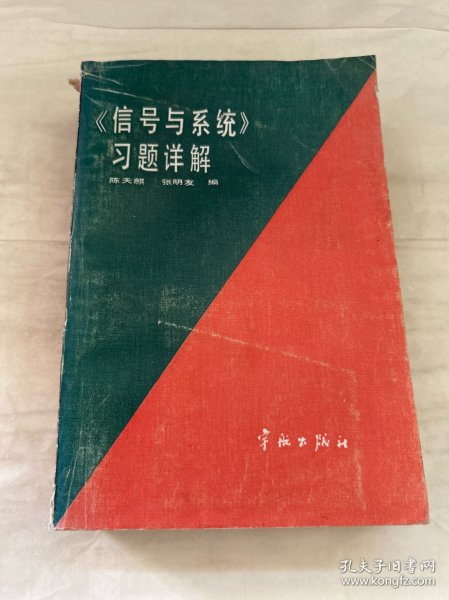 《信号与系统》
习题详解
陈天麒 张明友 编
宇航出版社
孔夫子旧书网
www.kongfz.com